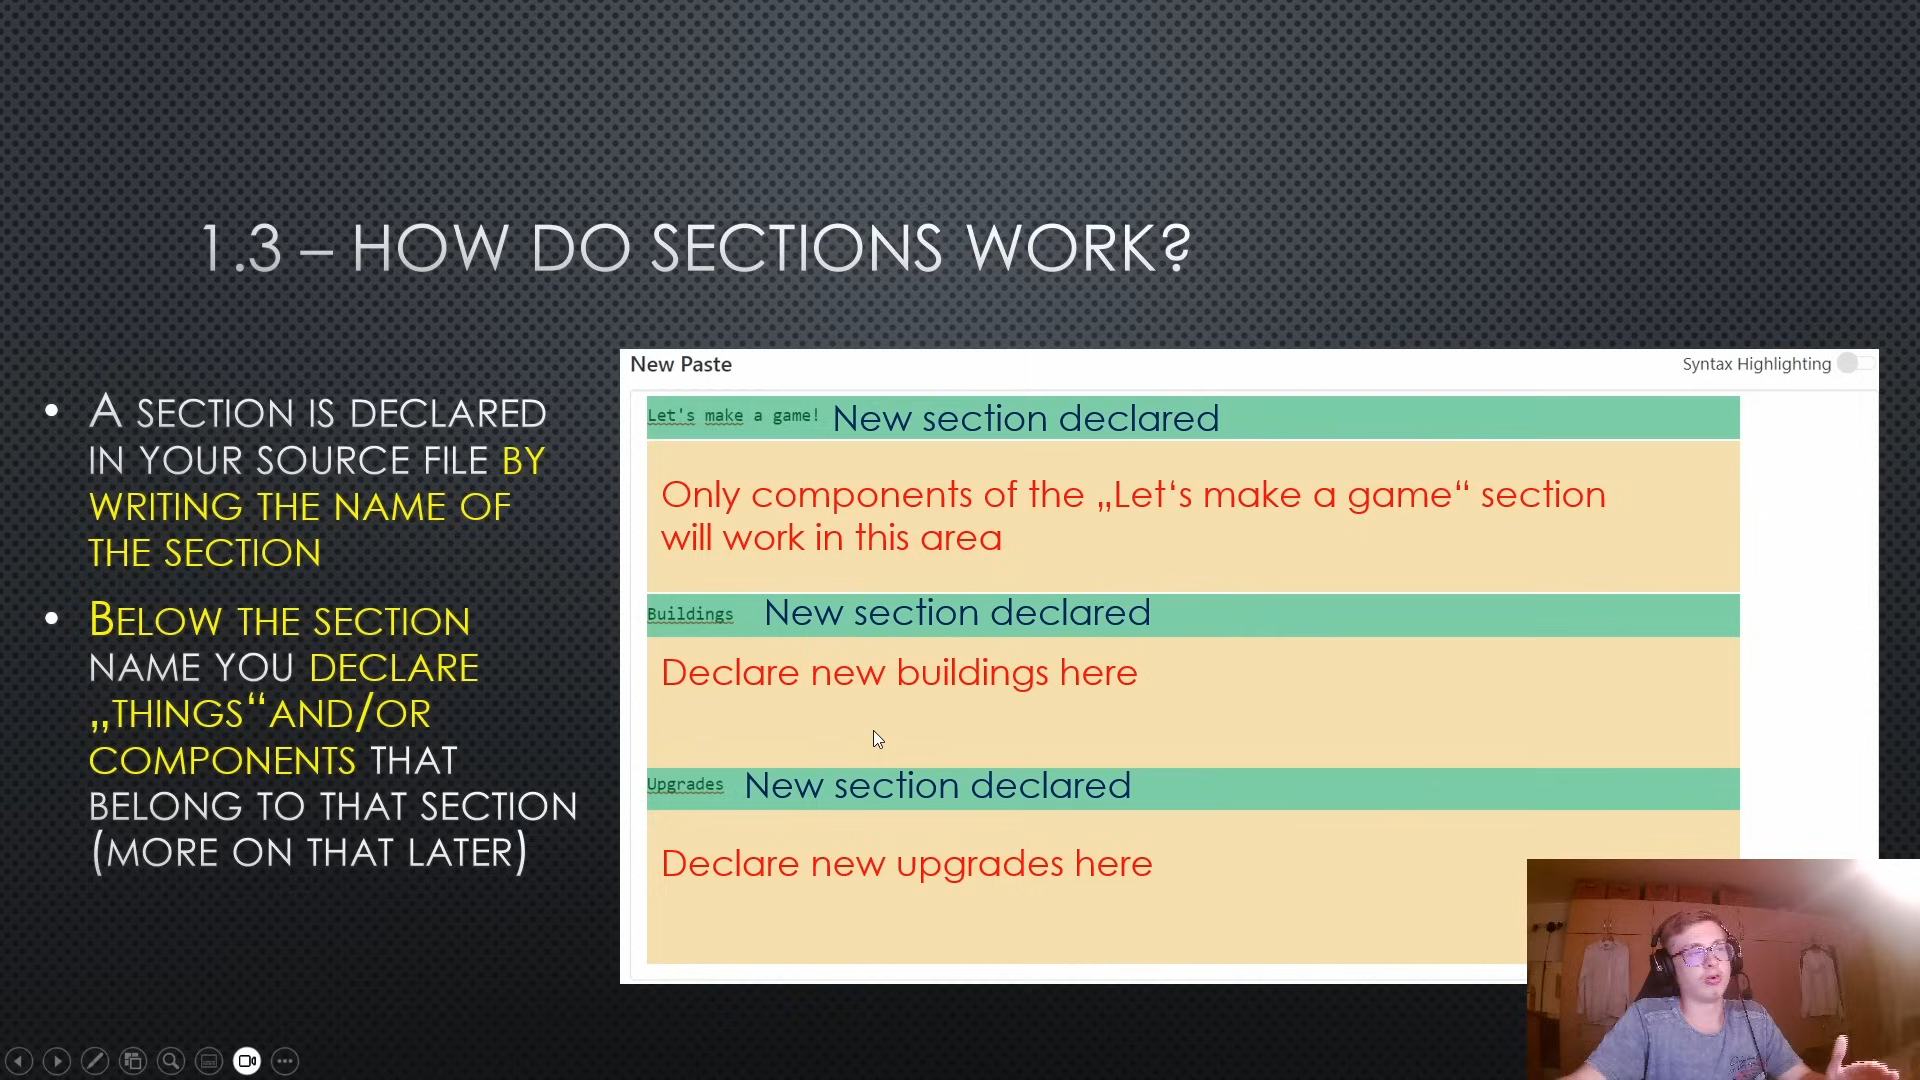 1.3 – HOW DO SECTIONS WORK?
• A SECTION IS DECLARED
IN YOUR SOURCE FILE BY
WRITING THE NAME OF
THE SECTION
• BELOW THE SECTION
NAME YOU DECLARE
„THINGS“AND/OR
COMPONENTS THAT
BELONG TO THAT SECTION
(MORE ON THAT LATER)
New Paste
Syntax Highlighting
Let's make a game! New section declared
Only components of the „Let‘s make a game“ section
will work in this area
Buildings New section declared
Declare new buildings here
Upgrades New section declared
Declare new upgrades here